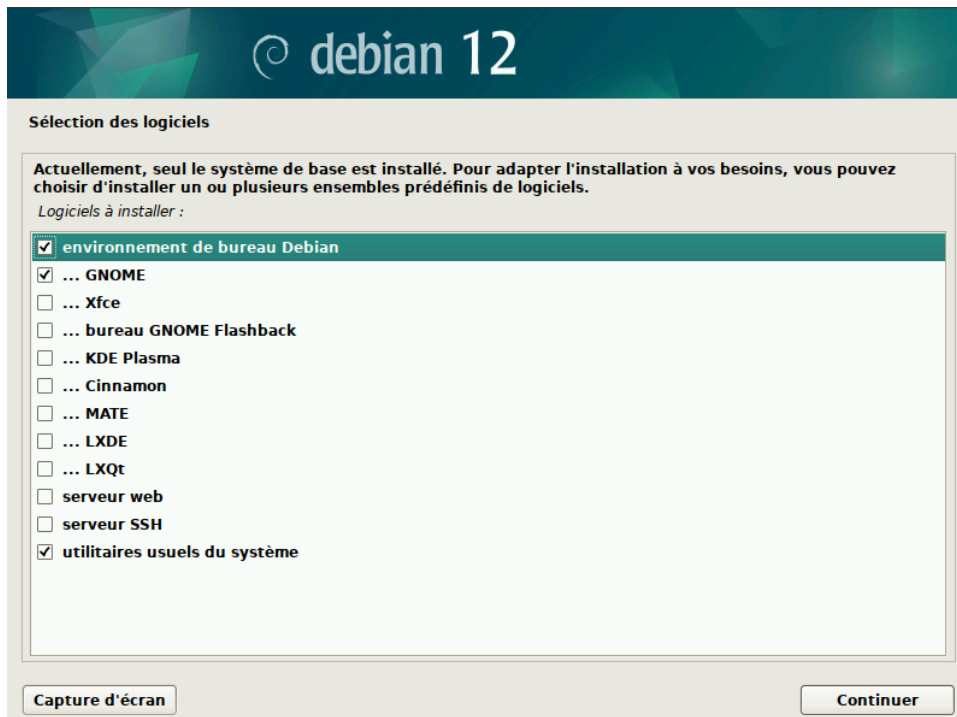 debian 12
Sélection des logiciels
Actuellement, seul le système de base est installé. Pour adapter l'installation à vos besoins, vous pouvez
choisir d'installer un ou plusieurs ensembles prédéfinis de logiciels.
Logiciels à installer :
environnement de bureau Debian
... GNOME
... Xfce
... bureau GNOME Flashback
... KDE Plasma
... Cinnamon
... MATE
... LXDE
... LXQt
serveur web
serveur SSH
utilitaires usuels du système
Capture d'écran
Continuer